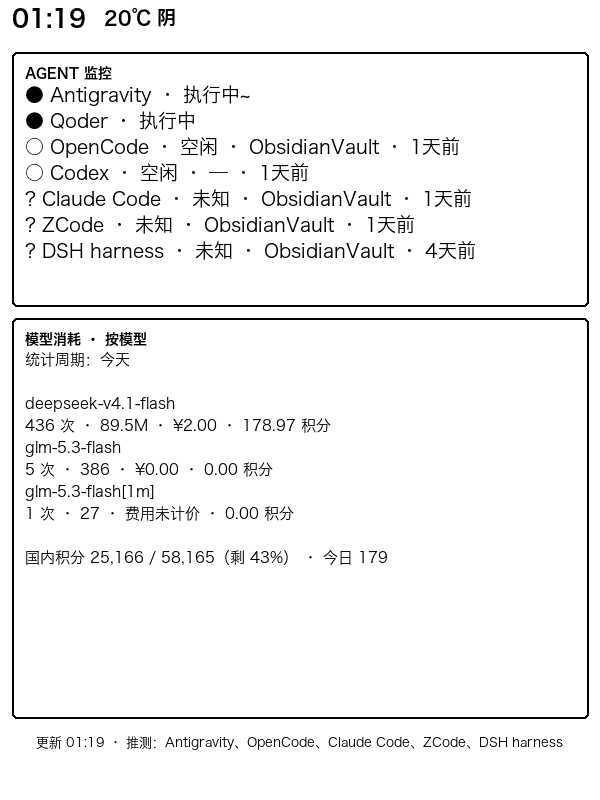 01:19 20°C 阴
AGENT 监控
● Antigravity · 执行中~
● Qoder · 执行中
○ OpenCode · 空闲 · ObsidianVault · 1天前
○ Codex · 空闲 · — · 1天前
? Claude Code · 未知 · ObsidianVault · 1天前
? ZCode · 未知 · ObsidianVault · 1天前
? DSH harness · 未知 · ObsidianVault · 4天前
模型消耗 · 按模型
统计周期：今天
deepseek-v4.1-flash
436 次 · 89.5M · ¥2.00 · 178.97 积分
glm-5.3-flash
5 次 · 386 · ¥0.00 · 0.00 积分
glm-5.3-flash[1m]
1 次 · 27 · 费用未计价 · 0.00 积分
国内积分 25,166 / 58,165（剩 43%） · 今日 179
更新 01:19 · 推测：Antigravity、OpenCode、Claude Code、ZCode、DSH harness